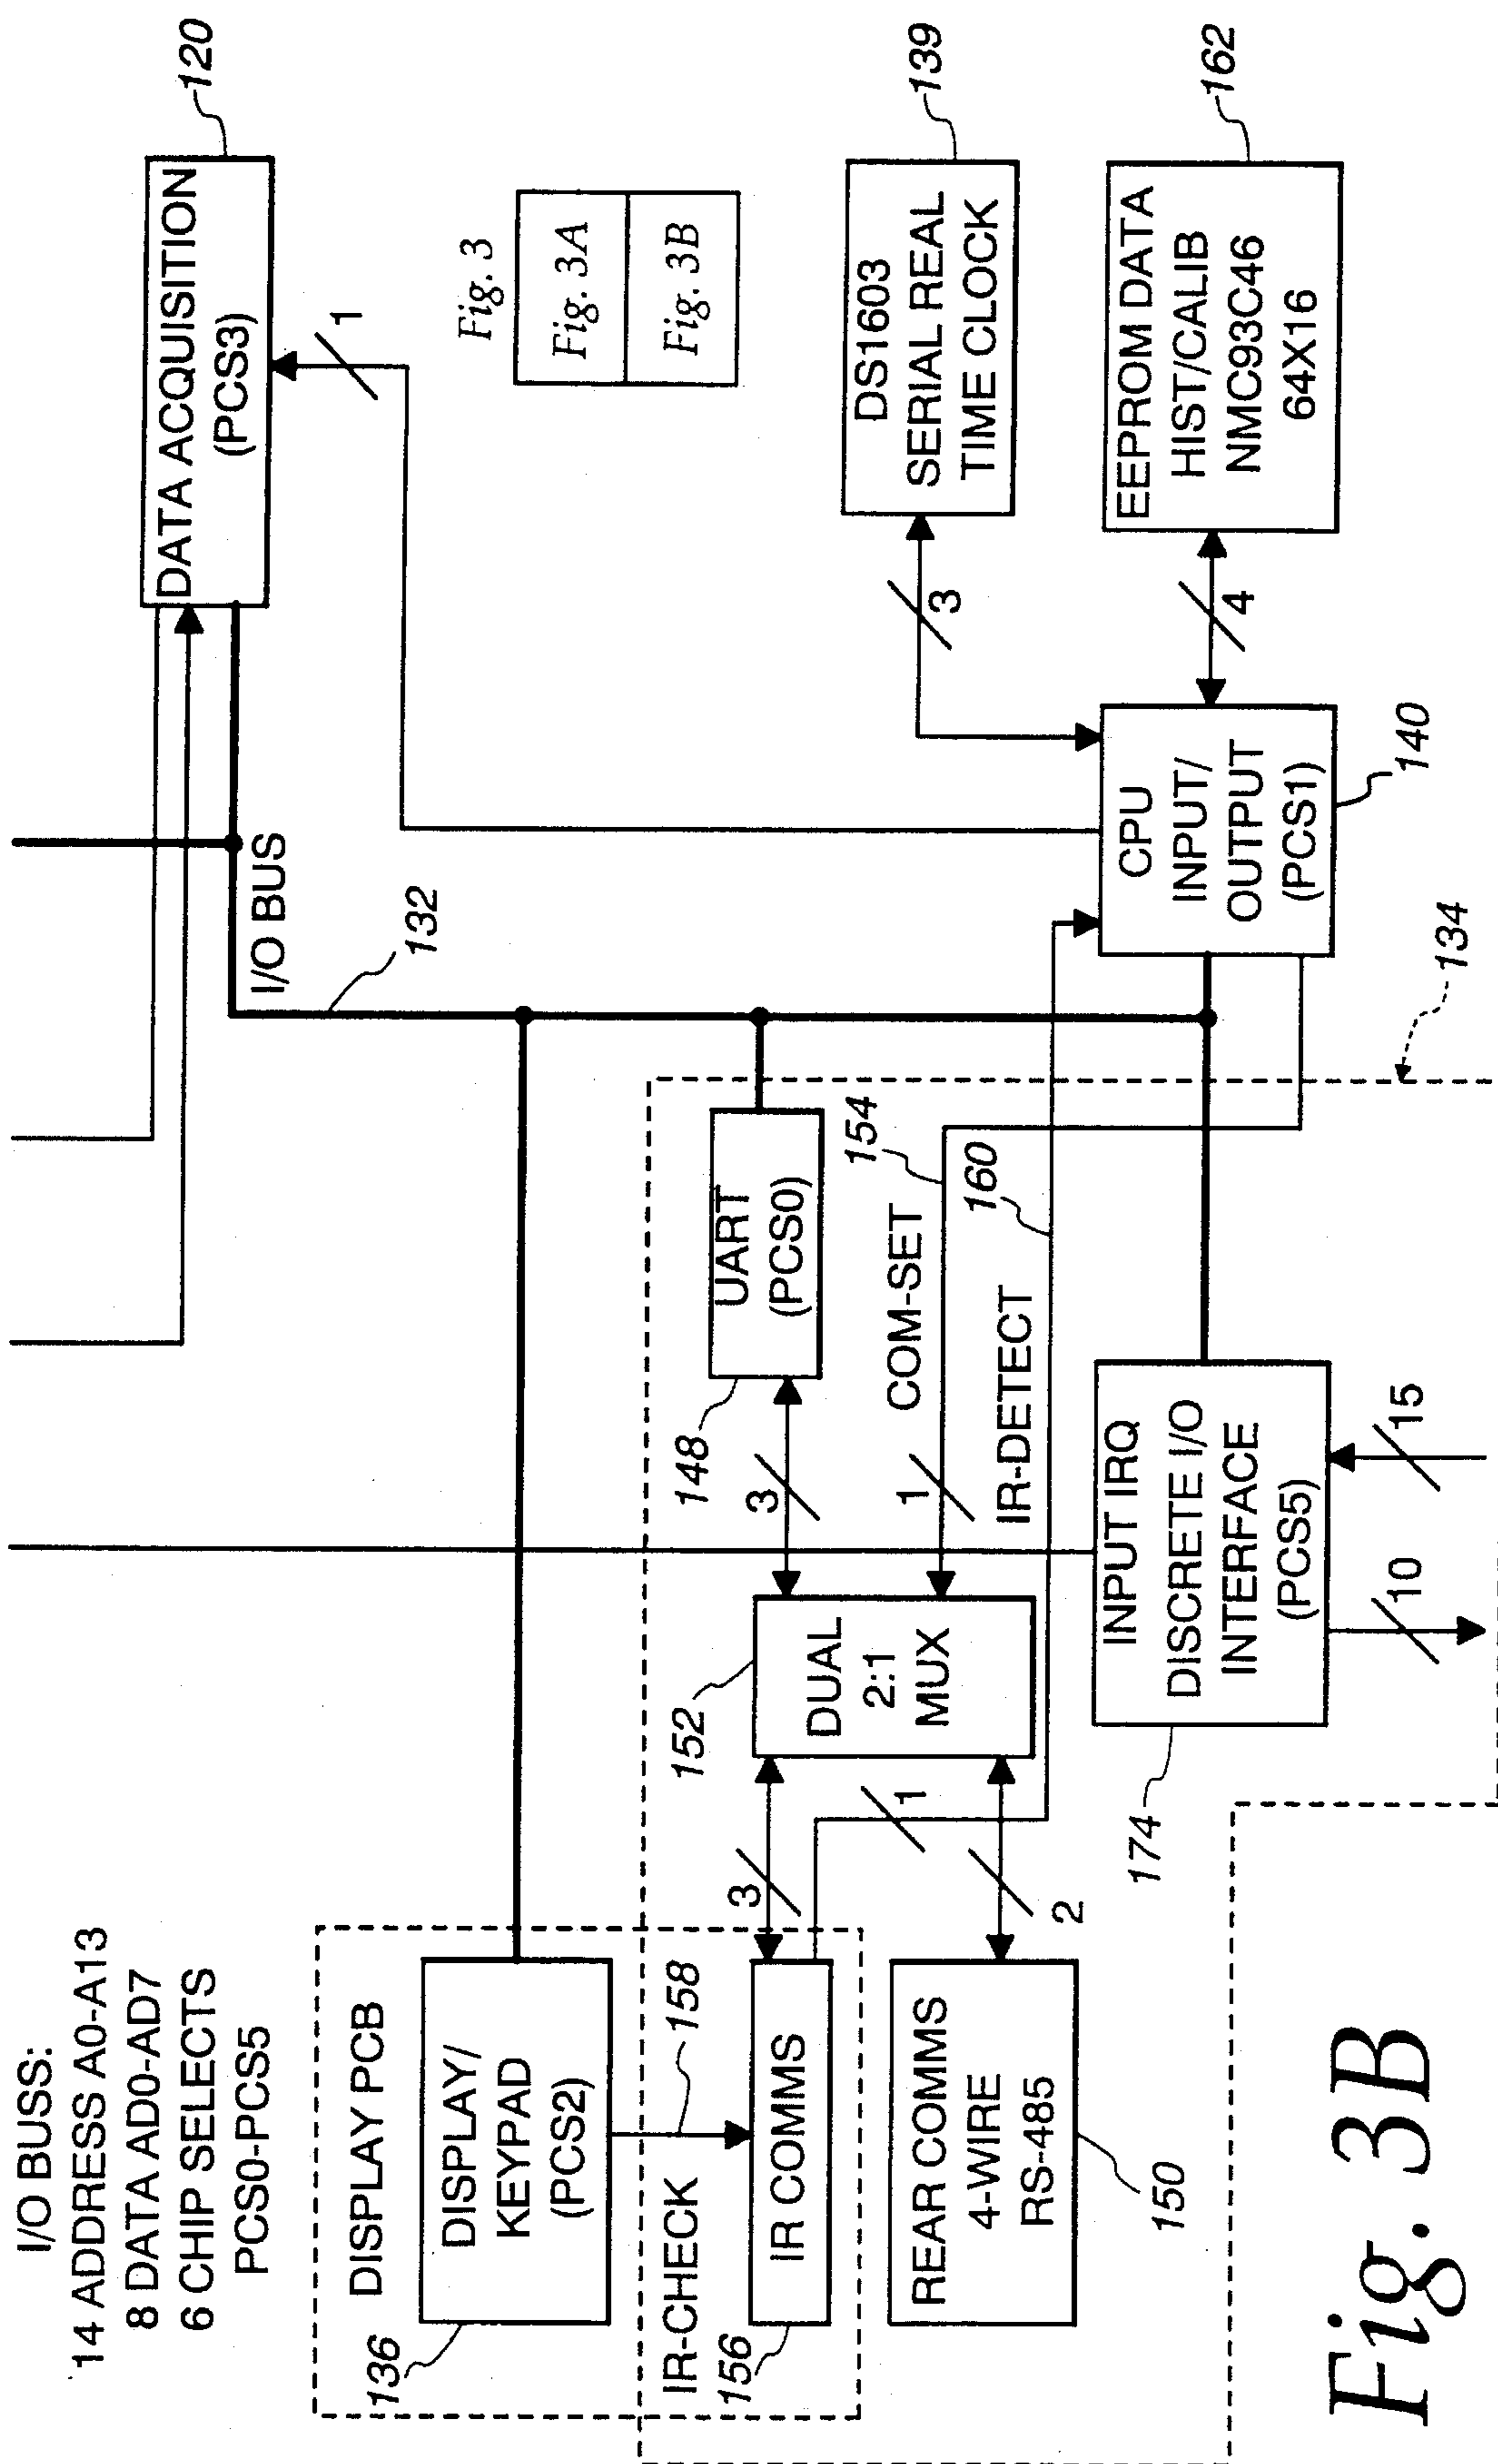 I/O BUSS:
14 ADDRESS A0-A13
8 DATA AD0-AD7
6 CHIP SELECTS
PCS0-PCS5
DISPLAY PCB
DISPLAY/
KEYPAD
(PCS2)
136
IR-CHECK
158
IR COMMS
156
REAR COMMS
4-WIRE
RS-485
150
3
1
2
DUAL
2:1
MUX
152
3
UART
(PCS0)
148
1
COM-SET
154
IR-DETECT
160
INPUT IRQ
DISCRETE I/O
INTERFACE
(PCS5)
174
10
15
134
I/O BUS
132
DATA ACQUISITION
(PCS3)
120
1
Fig. 3
Fig. 3A
Fig. 3B
CPU
INPUT/
OUTPUT
(PCS1)
140
3
DS1603
SERIAL REAL
TIME CLOCK
139
4
EEPROM DATA
HIST/CALIB
NMC93C46
64X16
162
Fig. 3B